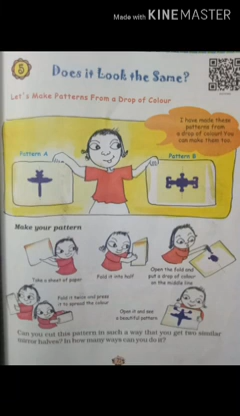 Made with KINEMASTER
5
Does it Look the Same?
Let's Make Patterns From a Drop of Colour
I have made these
patterns from
a drop of colour! You
can make them too.
Pattern A
Pattern B
Make your pattern
Take a sheet of paper
Fold it into half
Open the fold and
put a drop of colour
on the middle line
Fold it twice and press
it to spread the colour
Open it and see
a beautiful pattern
Can you cut this pattern in such a way that you get two similar
mirror halves? In how many ways can you do it?